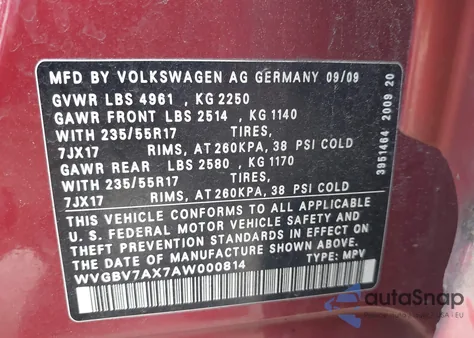 MFD BY VOLKSWAGEN AG GERMANY 09/09
GVWR LBS 4961 , KG 2250
GAWR FRONT LBS 2514 , KG 1140
WITH 235/55R17 TIRES,
7JX17 RIMS, AT 260KPA, 38 PSI COLD
GAWR REAR LBS 2580 , KG 1170
WITH 235/55R17 TIRES,
7JX17 RIMS, AT 260KPA, 38 PSI COLD
THIS VEHICLE CONFORMS TO ALL APPLICABLE
U. S. FEDERAL MOTOR VEHICLE SAFETY, BUMPER AND
THEFT PREVENTION STANDARDS IN EFFECT ON THE
DATE OF MANUFACTURE SHOWN ABOVE.
WVGBV7AX7AW000814 TYPE: MPV
3951464 2009 20
autaSnap